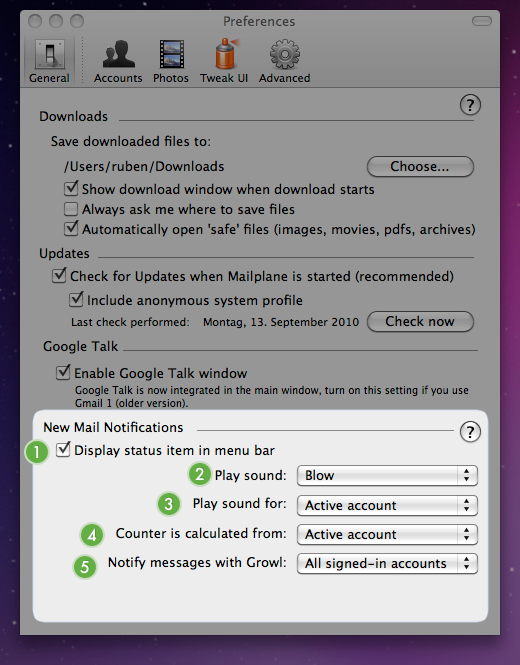 Preferences
General Accounts Photos Tweak UI Advanced
?
Downloads
Save downloaded files to:
/Users/ruben/Downloads Choose...
Show download window when download starts
Always ask me where to save files
Automatically open 'safe' files (images, movies, pdfs, archives)
Updates
Check for Updates when Mailplane is started (recommended)
Include anonymous system profile
Last check performed: Montag, 13. September 2010 Check now
Google Talk
Enable Google Talk window
Google Talk is now integrated in the main window, turn on this setting if you use
Gmail 1 (older version).
New Mail Notifications ?
1 Display status item in menu bar
2 Play sound: Blow
3 Play sound for: Active account
4 Counter is calculated from: Active account
5 Notify messages with Growl: All signed-in accounts